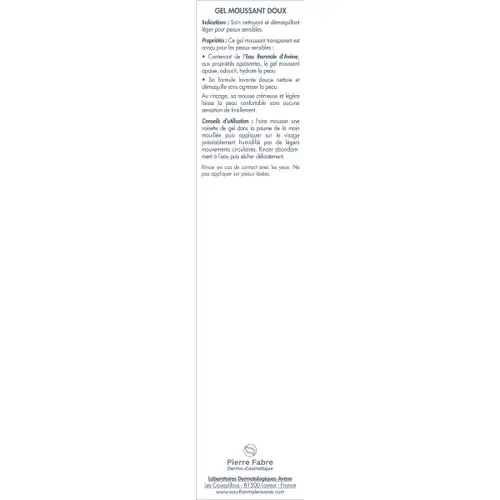 GEL MOUSSANT DOUX
Indications : Soin nettoyant et démaquillant
léger pour peaux sensibles.
Propriétés : Ce gel moussant transparent est
conçu pour les peaux sensibles :
• Contenant de l'Eau thermale d'Avène,
aux propriétés apaisantes, le gel moussant
apaise, adoucit, hydrate la peau.
• Sa formule lavante douce nettoie et
démaquille sans agresser la peau.
Au rinçage, sa mousse crémeuse et légère
laisse la peau confortable sans aucune
sensation de tiraillement.
Conseils d'utilisation : Faire mousser une
noisette de gel dans la paume de la main
mouillée puis appliquer sur le visage
préalablement humidifié par de légers
mouvements circulaires. Rincer abondam-
ment à l'eau puis sécher délicatement.
Rincer en cas de contact avec les yeux. Ne
pas appliquer sur peaux lésées.
Pierre Fabre
Dermo-Cosmétique
Laboratoires Dermatologiques Avène
Les Cauquillous - 81500 Lavaur - France
www.eauthermaleavene.com